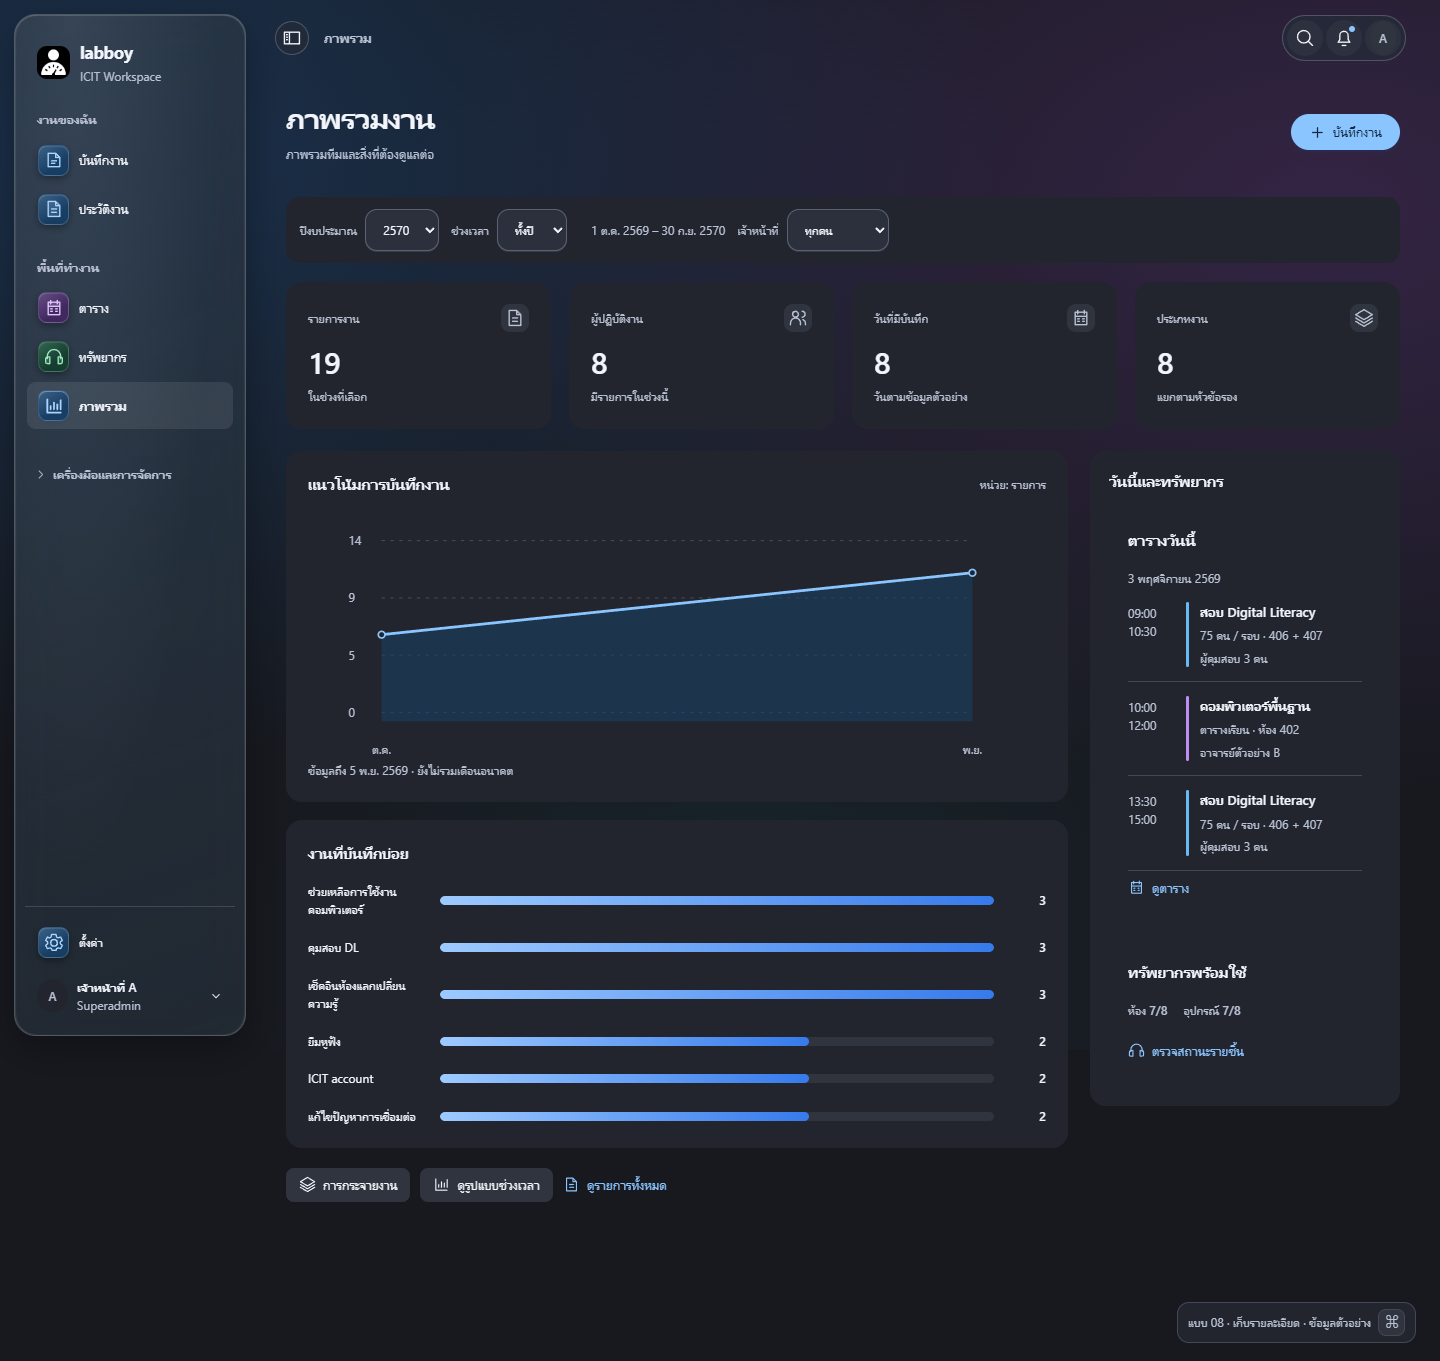 labboy
ICIT Workspace
งานของฉัน
บันทึกงาน
ประวัติงาน
พื้นที่ทำงาน
ตาราง
ทรัพยากร
ภาพรวม
เครื่องมือและการจัดการ
ตั้งค่า
A
เจ้าหน้าที่ A
Superadmin
ภาพรวม
A
ภาพรวมงาน
ภาพรวมทีมและสิ่งที่ต้องดูแลต่อ
บันทึกงาน
ปีงบประมาณ 2570 ช่วงเวลา ทั้งปี 1 ต.ค. 2569 – 30 ก.ย. 2570 เจ้าหน้าที่ ทุกคน
รายการงาน
19
ในช่วงที่เลือก
ผู้ปฏิบัติงาน
8
มีรายการในช่วงนี้
วันที่มีบันทึก
8
วันตามข้อมูลตัวอย่าง
ประเภทงาน
8
แยกตามหัวข้อรอง
แนวโน้มการบันทึกงาน
หน่วย: รายการ
14
9
5
0
ต.ค.
พ.ย.
ข้อมูลถึง 5 พ.ย. 2569 · ยังไม่รวมเดือนอนาคต
งานที่บันทึกบ่อย
ช่วยเหลือการใช้งาน
คอมพิวเตอร์
3
คุมสอบ DL
3
เช็คอินห้องแลกเปลี่ยน
ความรู้
3
ยืมหูฟัง
2
ICIT account
2
แก้ไขปัญหาการเชื่อมต่อ
2
การกระจายงาน
ดูรูปแบบช่วงเวลา
ดูรายการทั้งหมด
วันนี้และทรัพยากร
ตารางวันนี้
3 พฤศจิกายน 2569
09:00
10:30
สอบ Digital Literacy
75 คน / รอบ · 406 + 407
ผู้คุมสอบ 3 คน
10:00
12:00
คอมพิวเตอร์พื้นฐาน
ตารางเรียน · ห้อง 402
อาจารย์ตัวอย่าง B
13:30
15:00
สอบ Digital Literacy
75 คน / รอบ · 406 + 407
ผู้คุมสอบ 3 คน
ดูตาราง
ทรัพยากรพร้อมใช้
ห้อง 7/8 อุปกรณ์ 7/8
ตรวจสถานะรายชิ้น
แบบ 08 · เก็บรายละเอียด · ข้อมูลตัวอย่าง ⌘